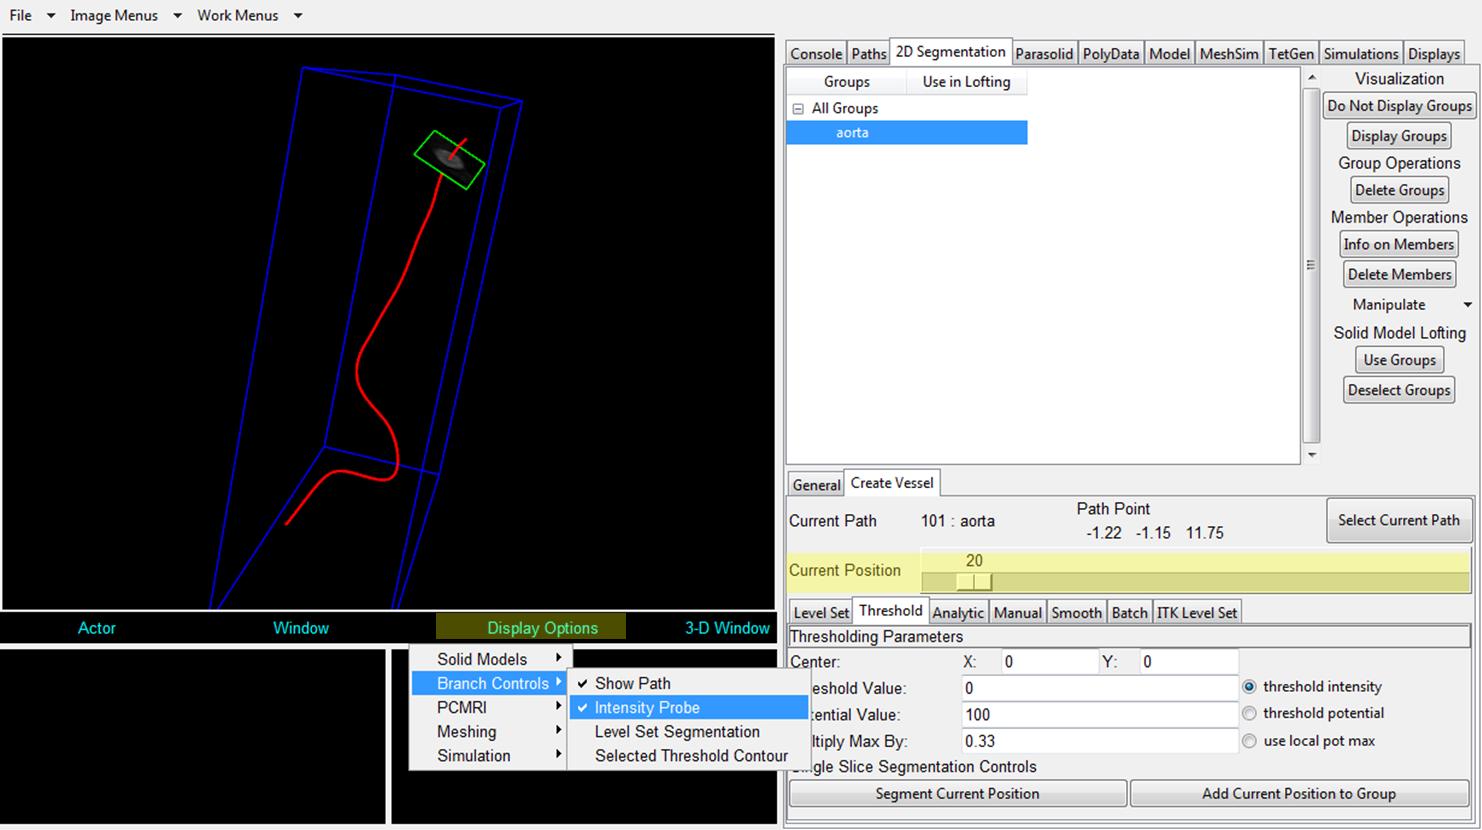 File Image Menus Work Menus
Console Paths 2D Segmentation Parasolid PolyData Model MeshSim TetGen Simulations Displays
Groups Use in Lofting
All Groups
aorta
Visualization
Do Not Display Groups
Display Groups
Group Operations
Delete Groups
Member Operations
Info on Members
Delete Members
Manipulate
Solid Model Lofting
Use Groups
Deselect Groups
General Create Vessel
Current Path 101 : aorta
Path Point
-1.22 -1.15 11.75
Select Current Path
Current Position 20
Level Set Threshold Analytic Manual Smooth Batch ITK Level Set
Thresholding Parameters
Center: X: 0 Y: 0
eshold Value: 0 threshold intensity
ential Value: 100 threshold potential
ltiply Max By: 0.33 use local pot max
ingle Slice Segmentation Controls
Segment Current Position Add Current Position to Group
Actor Window Display Options 3-D Window
Solid Models
Branch Controls
PCMRI
Meshing
Simulation
Show Path
Intensity Probe
Level Set Segmentation
Selected Threshold Contour